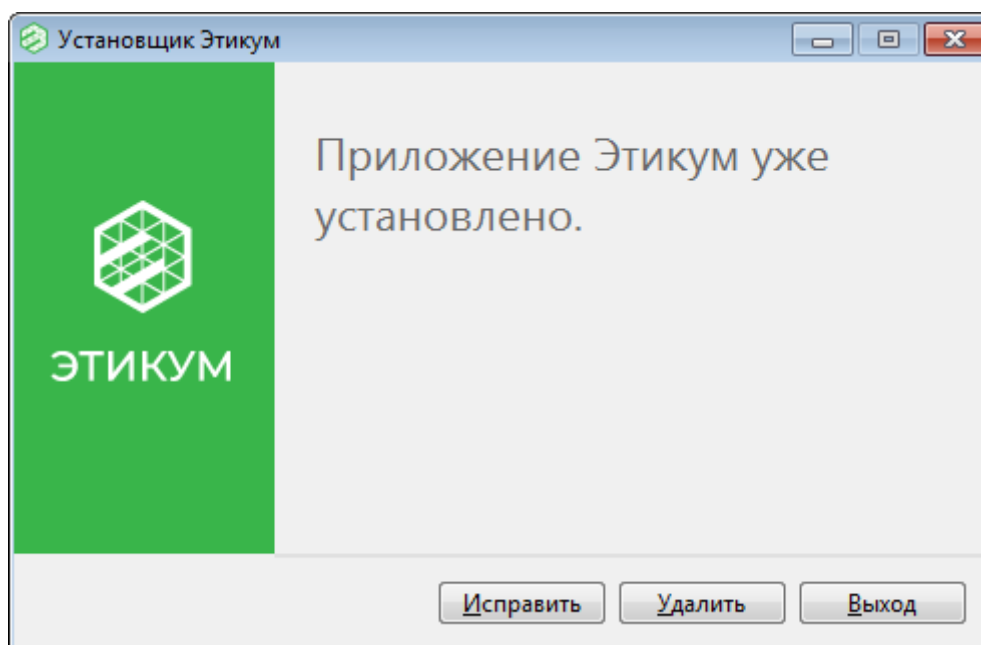 Установщик Этикум
Приложение Этикум уже
установлено.
ЭТИКУМ
Исправить Удалить Выход